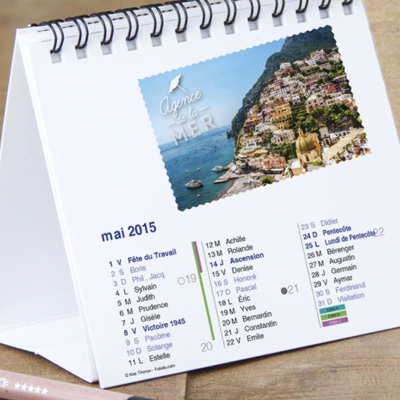 Agence
de la
MER
mai 2015
1 V Fête du Travail
2 S Boris
3 D Phil., Jacq.
4 L Sylvain
5 M Judith
6 M Prudence
7 J Gisèle
8 V Victoire 1945
9 S Pacôme
10 D Solange
11 L Estelle
19
20
12 M Achille
13 M Rolande
14 J Ascension
15 V Denise
16 S Honoré
17 D Pascal
18 L Éric
19 M Yves
20 M Bernardin
21 J Constantin
22 V Emile
21
23 S Didier
24 D Pentecôte
25 L Lundi de Pentecôte
22
26 M Bérenger
27 M Augustin
28 J Germain
29 V Aymar
30 S Ferdinand
31 D Visitation